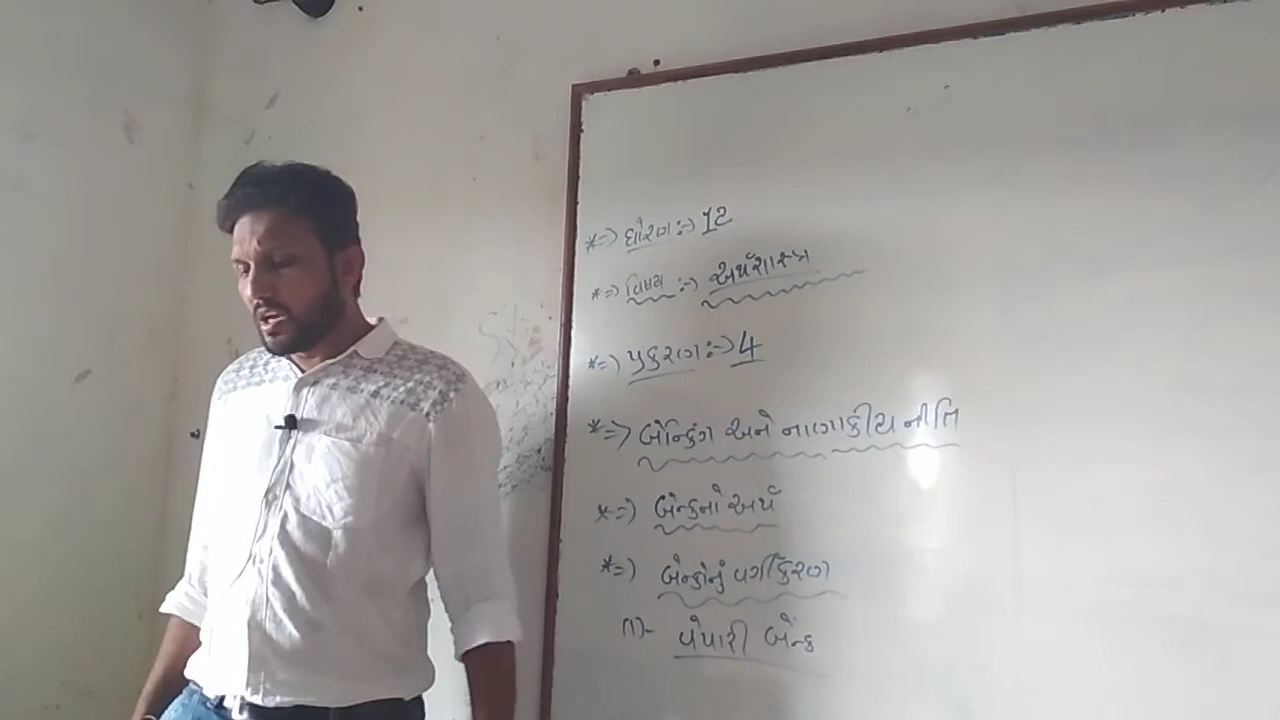 *=> ધોરણ :-> 12
*=> વિષય :-> અર્થશાસ્ત્ર
*=> પ્રકરણ :-> 4
*=> બેન્કિંગ અને નાણાકીય નીતિ
*=> બેન્કનો અર્થ
*=> બેન્કોનું વર્ગીકરણ
(1)- વેપારી બેન્ક